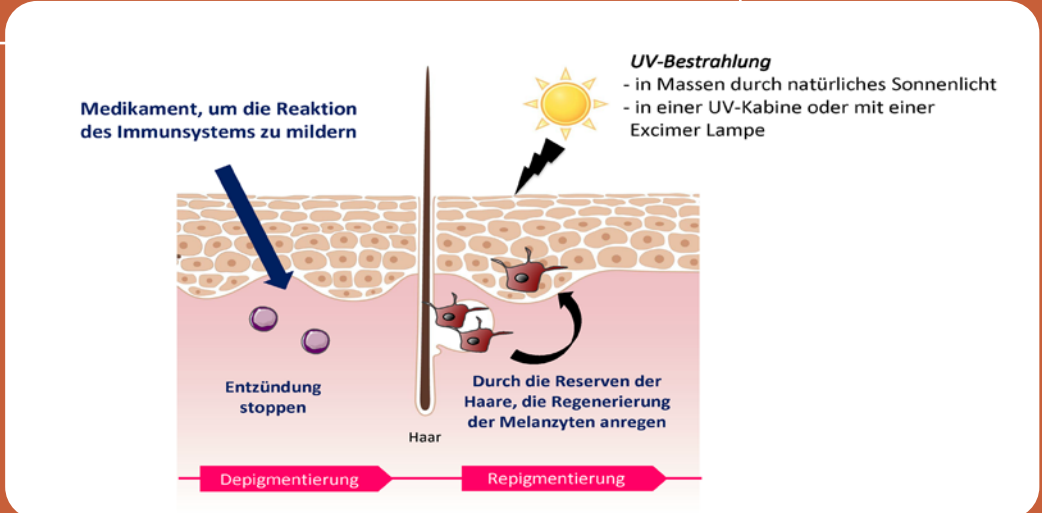 Medikament, um die Reaktion
des Immunsystems zu mildern
UV-Bestrahlung
- in Massen durch natürliches Sonnenlicht
- in einer UV-Kabine oder mit einer
Excimer Lampe
Entzündung
stoppen
Haar
Durch die Reserven der
Haare, die Regenerierung
der Melanzyten anregen
Depigmentierung
Repigmentierung